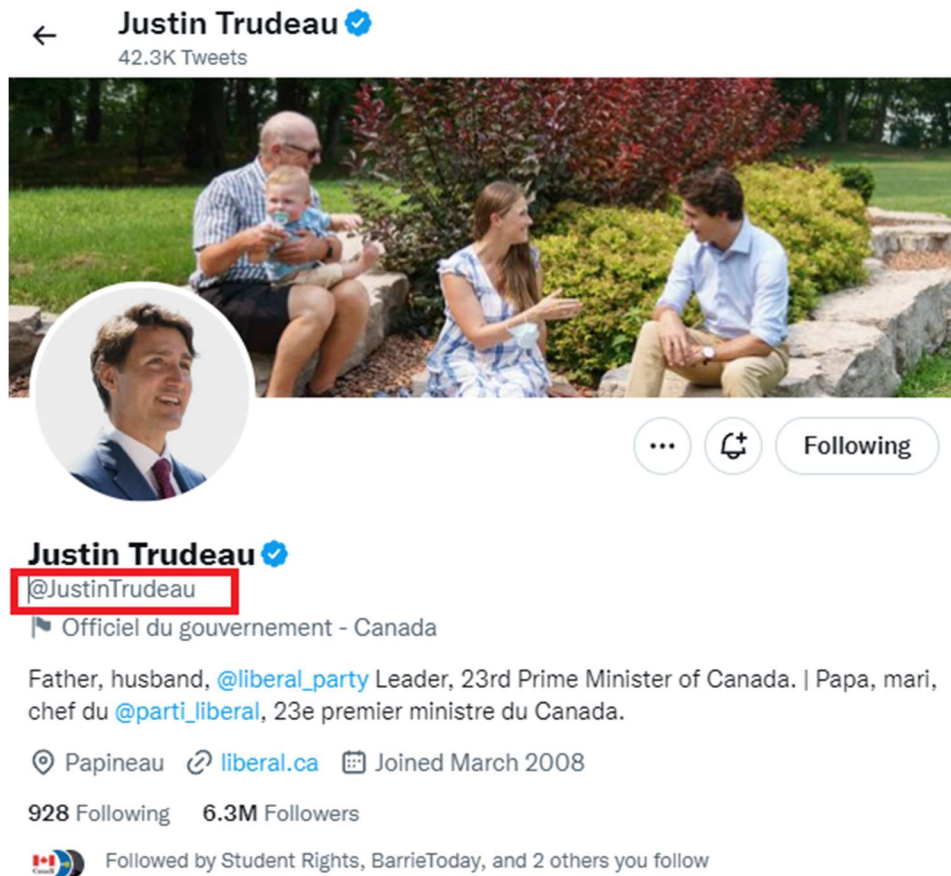 Justin Trudeau
42.3K Tweets
Following
Justin Trudeau
@JustinTrudeau
Officiel du gouvernement - Canada
Father, husband, @liberal_party Leader, 23rd Prime Minister of Canada. | Papa, mari,
chef du @parti_liberal, 23e premier ministre du Canada.
Papineau liberal.ca Joined March 2008
928 Following 6.3M Followers
Followed by Student Rights, BarrieToday, and 2 others you follow